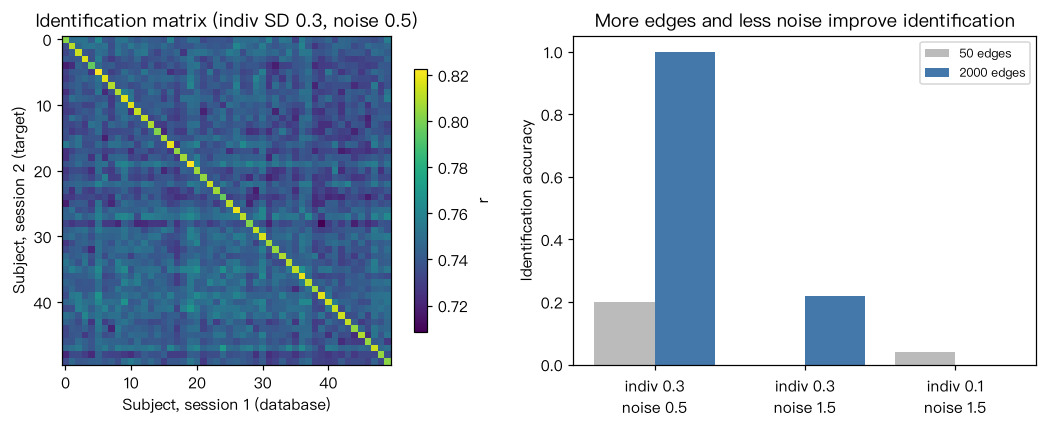 Identification matrix (indiv SD 0.3, noise 0.5)
0
10
20
30
40
Subject, session 2 (target)
0
10
20
30
40
Subject, session 1 (database)
0.82
0.80
0.78
0.76
0.74
0.72
r
More edges and less noise improve identification
1.0
0.8
0.6
0.4
0.2
0.0
Identification accuracy
50 edges
2000 edges
indiv 0.3
noise 0.5
indiv 0.3
noise 1.5
indiv 0.1
noise 1.5